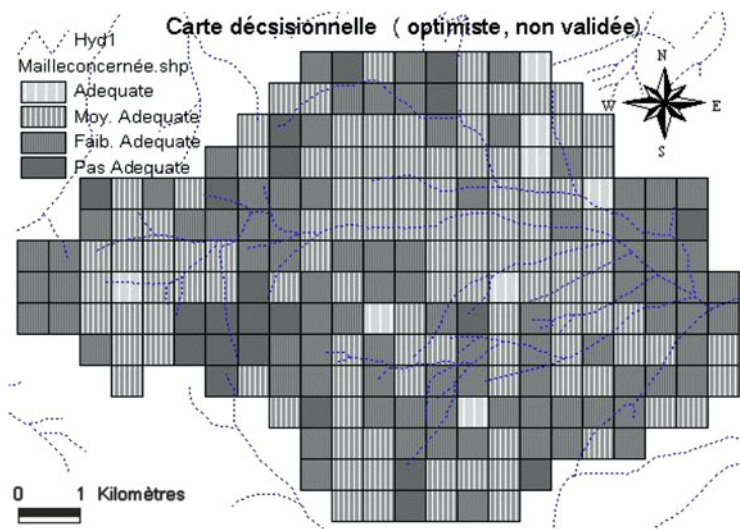 Carte décsisionnelle ( optimiste, non validée)
Hyd1
Mailleconcernée.shp
Adequate
Moy. Adequate
Faib. Adequate
Pas Adequate
N
W E
S
0 1 Kilomètres